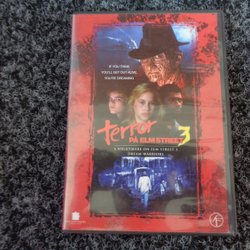 IF YOU THINK
YOU'LL GET OUT ALIVE,
YOU'RE DREAMING
terror 3
PÅ ELM STREET
A NIGHTMARE ON ELM STREET 3
DREAM WARRIORS
SF